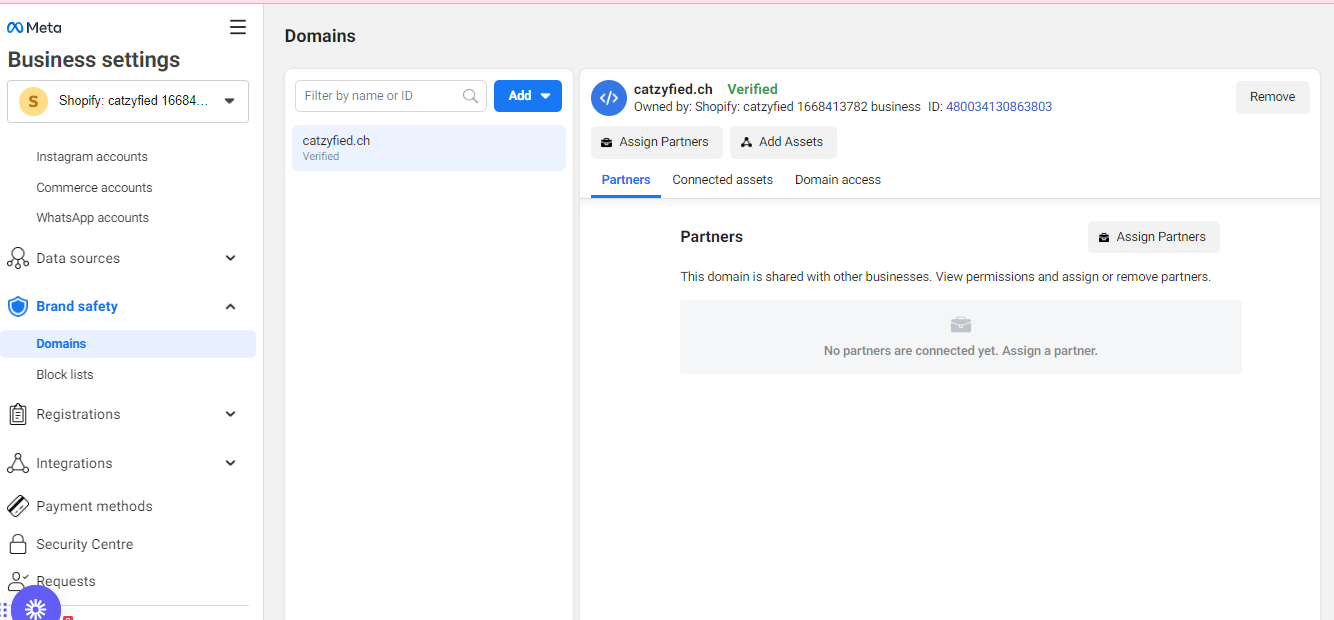 Meta
Business settings
S
Shopify: catzyfied 16684...
Instagram accounts
Commerce accounts
WhatsApp accounts
Data sources
Brand safety
Domains
Block lists
Registrations
Integrations
Payment methods
Security Centre
Requests
Domains
Filter by name or ID
Add
catzyfied.ch
Verified
catzyfied.ch Verified
Owned by: Shopify: catzyfied 1668413782 business ID: 480034130863803
Remove
Assign Partners
Add Assets
Partners
Connected assets
Domain access
Partners
Assign Partners
This domain is shared with other businesses. View permissions and assign or remove partners.
No partners are connected yet. Assign a partner.